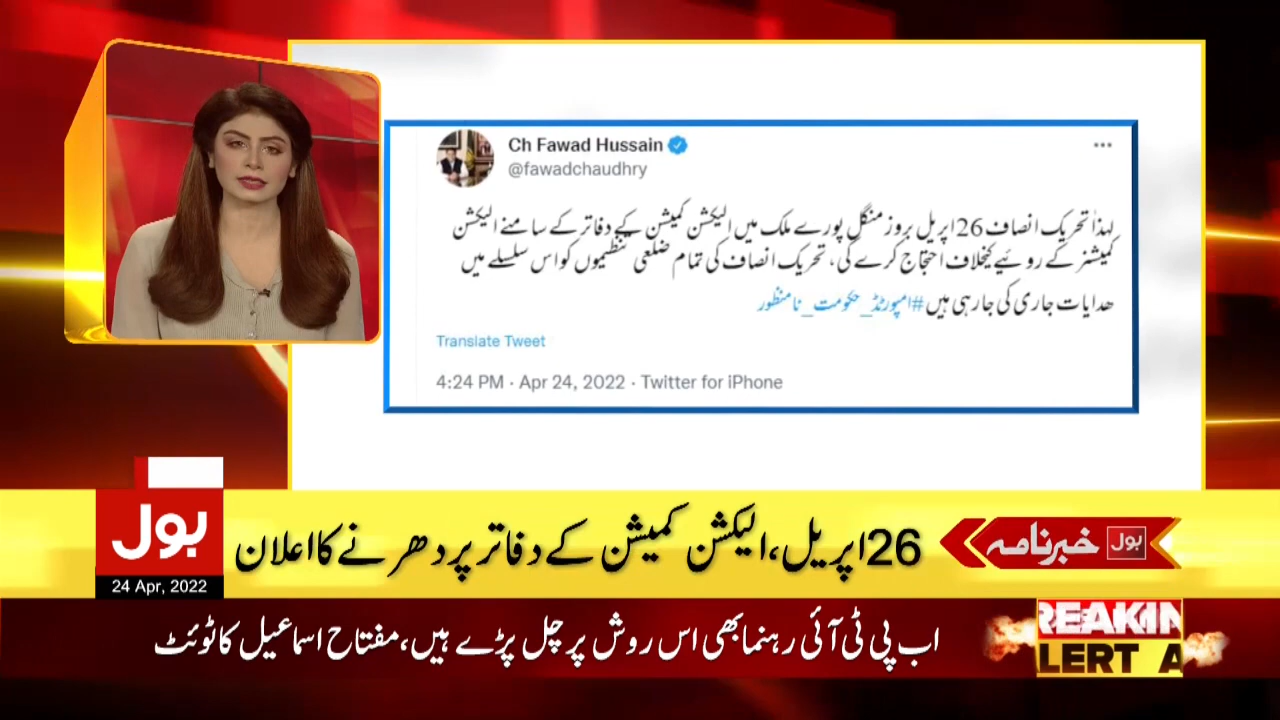 Ch Fawad Hussain
@fawadchaudhry
لہذا تحریک انصاف 26 اپریل بروز منگل پورے ملک میں الیکشن کمیشن کے دفاتر کے سامنے الیکشن
کمیشنر کے روئیے کیخلاف احتجاج کرے گی، تحریک انصاف کی تمام ضلعی تنظیموں کو اس سلسلے میں
ھدایات جاری کی جارہی ہیں #امپورٹڈ_حکومت_نامنظور
Translate Tweet
4:24 PM · Apr 24, 2022 · Twitter for iPhone
بول خبرنامہ
26 اپریل، الیکشن کمیشن کے دفاتر پر دھرنے کا اعلان
بول
24 Apr, 2022
REAKIN
LERT A
اب پی ٹی آئی رہنما بھی اس روش پر چل پڑے ہیں، مفتاح اسماعیل کا ٹوئٹ